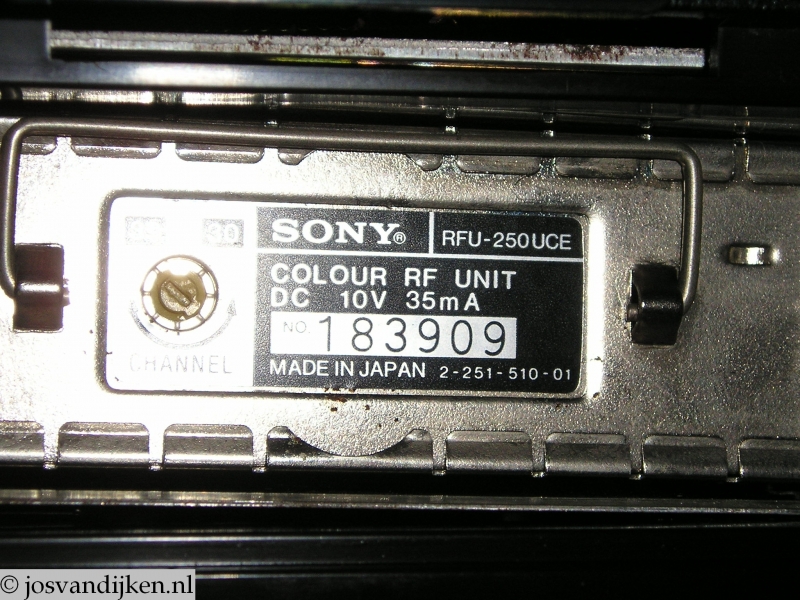 30
SONY® RFU-250UCE
COLOUR RF UNIT
DC 10V 35mA
NO. 183909
CHANNEL
MADE IN JAPAN 2-251-510-01
© josvandijken.nl